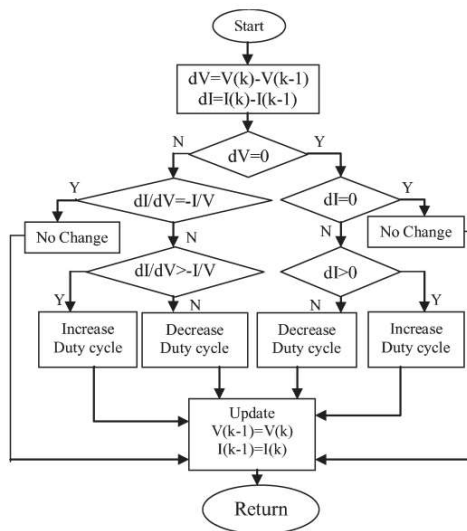 Start
dV=V(k)-V(k-1)
dI=I(k)-I(k-1)
N
Y
dV=0
Y
dI/dV=-I/V
dI=0
Y
No Change
N
N
No Change
dI/dV>-I/V
dI>0
Y
N
N
Y
Increase
Duty cycle
Decrease
Duty cycle
Decrease
Duty cycle
Increase
Duty cycle
Update
V(k-1)=V(k)
I(k-1)=I(k)
Return